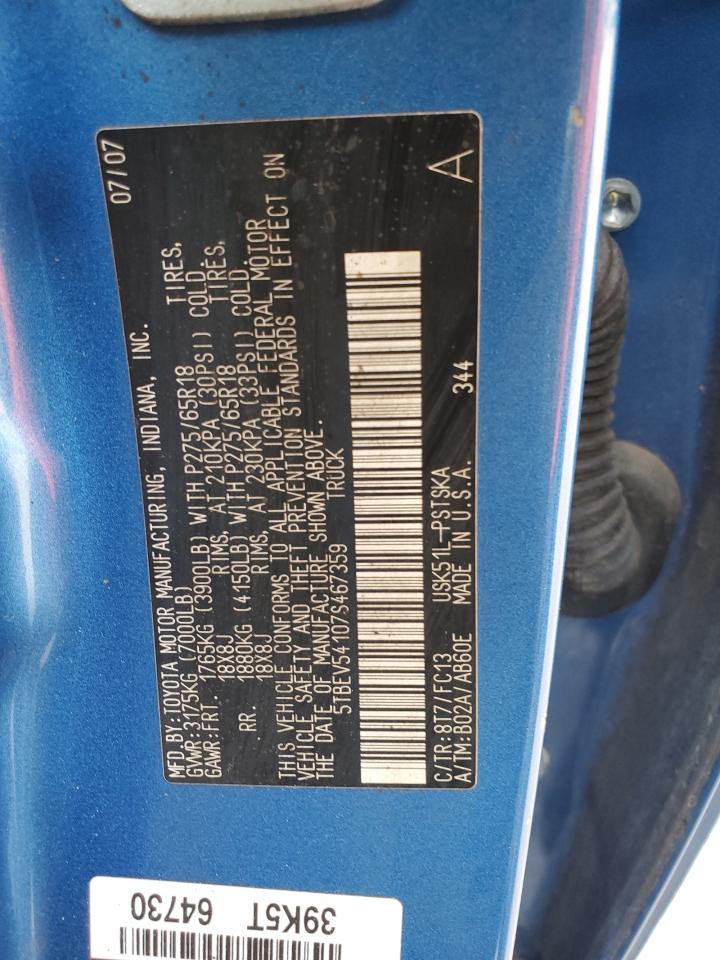 MFD.BY:TOYOTA MOTOR MANUFACTURING, INDIANA, INC. 07/07
GVWR:3175KG (7000LB)
GAWR:FRT. 1765KG (3900LB) WITH P275/65R18 TIRES,
18X8J RIMS, AT 210KPA (30PSI) COLD
RR. 1880KG (4150LB) WITH P275/65R18 TIRES,
18X8J RIMS, AT 230KPA (33PSI) COLD.
THIS VEHICLE CONFORMS TO ALL APPLICABLE FEDERAL MOTOR
VEHICLE SAFETY AND THEFT PREVENTION STANDARDS IN EFFECT ON
THE DATE OF MANUFACTURE SHOWN ABOVE.
5TBEV54107S467359 TRUCK
C/TR:8T7/FC13 USK51L-PSTSKA
A/TM:B02A/AB60E MADE IN U.S.A. 344 A
39K5T
64730